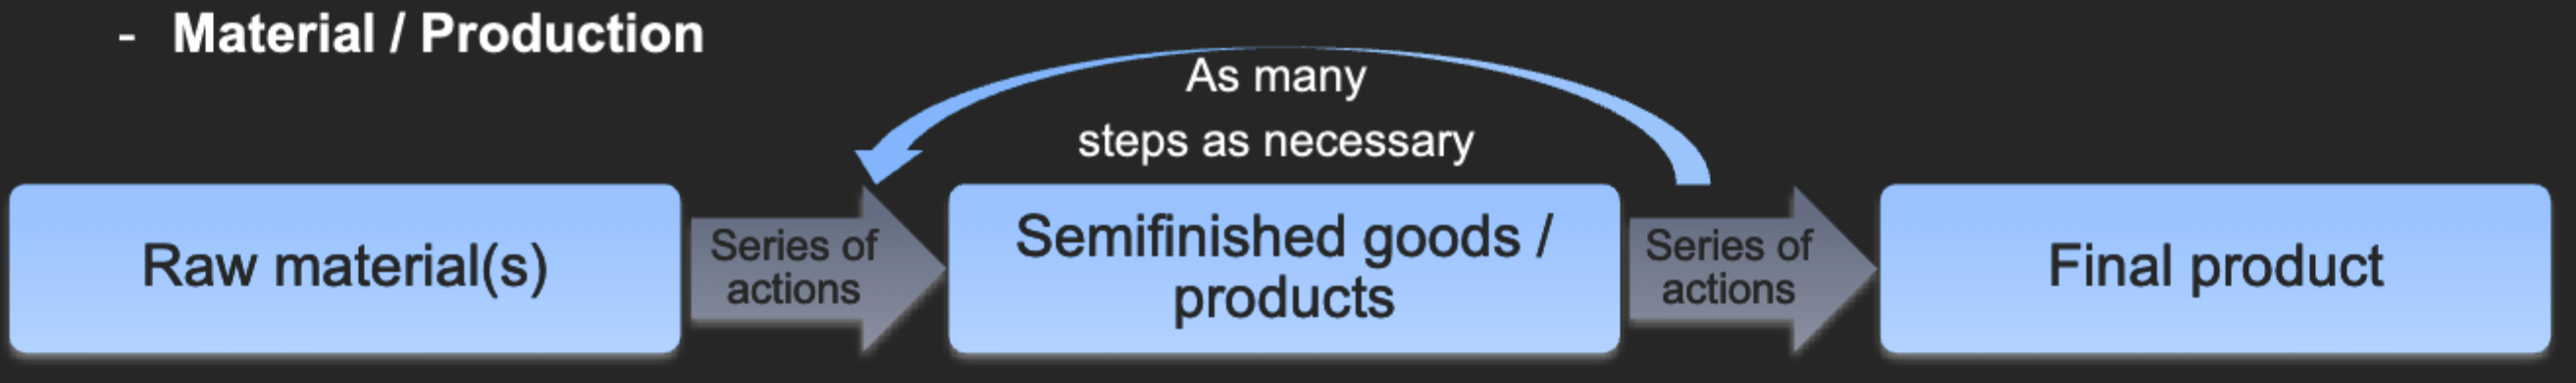 - Material / Production
As many
steps as necessary
Raw material(s)
Series of
actions
Semifinished goods /
products
Series of
actions
Final product